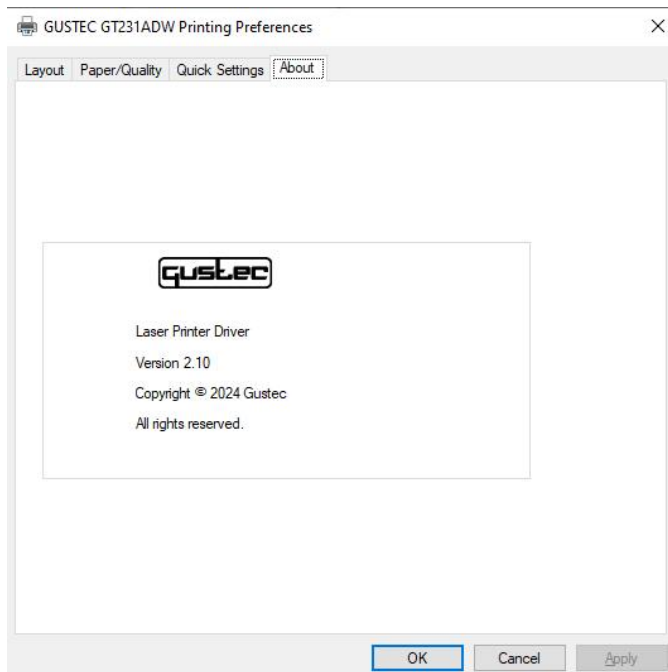 GUSTEC GT231ADW Printing Preferences
Layout Paper/Quality Quick Settings About
gustec
Laser Printer Driver
Version 2.10
Copyright © 2024 Gustec
All rights reserved.
OK Cancel Apply